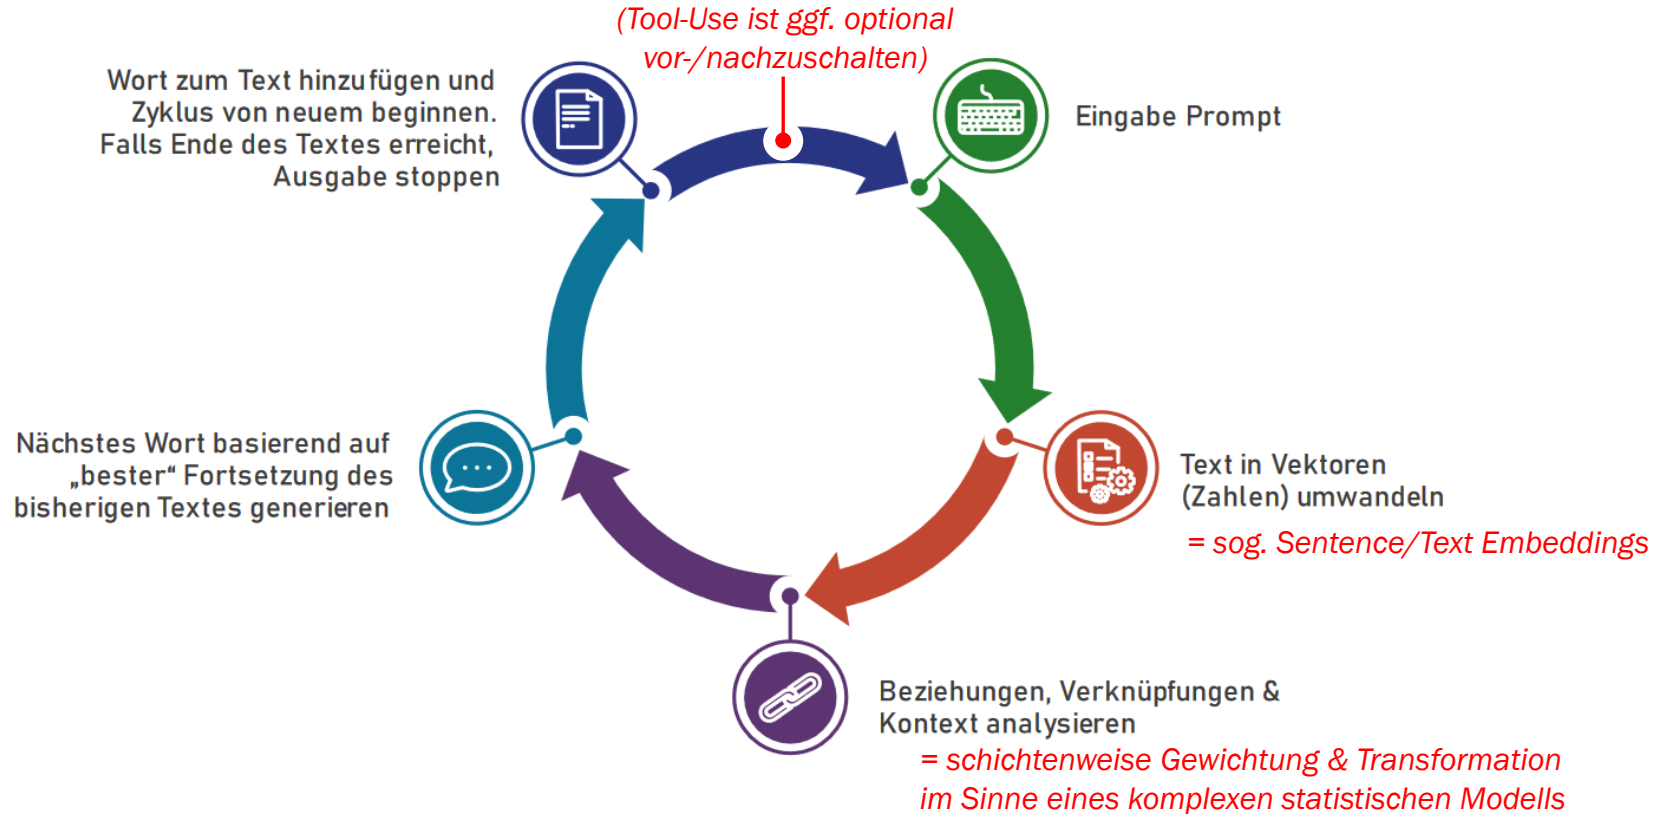 (Tool-Use ist ggf. optional
vor-/nachzuschalten)
Wort zum Text hinzufügen und
Zyklus von neuem beginnen.
Falls Ende des Textes erreicht,
Ausgabe stoppen
Eingabe Prompt
Text in Vektoren
(Zahlen) umwandeln
= sog. Sentence/Text Embeddings
Beziehungen, Verknüpfungen &
Kontext analysieren
= schichtenweise Gewichtung & Transformation
im Sinne eines komplexen statistischen Modells
Nächstes Wort basierend auf
„bester“ Fortsetzung des
bisherigen Textes generieren